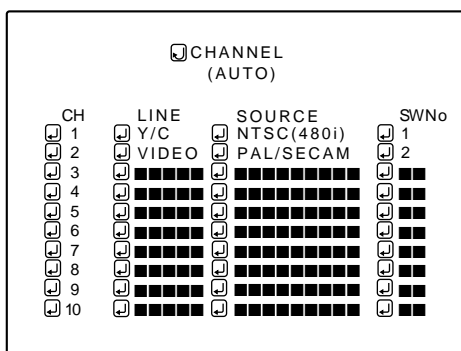 CHANNEL
(AUTO)
CH LINE SOURCE SWNo
1 Y/C NTSC(480i) 1
2 VIDEO PAL/SECAM 2
3
4
5
6
7
8
9
10